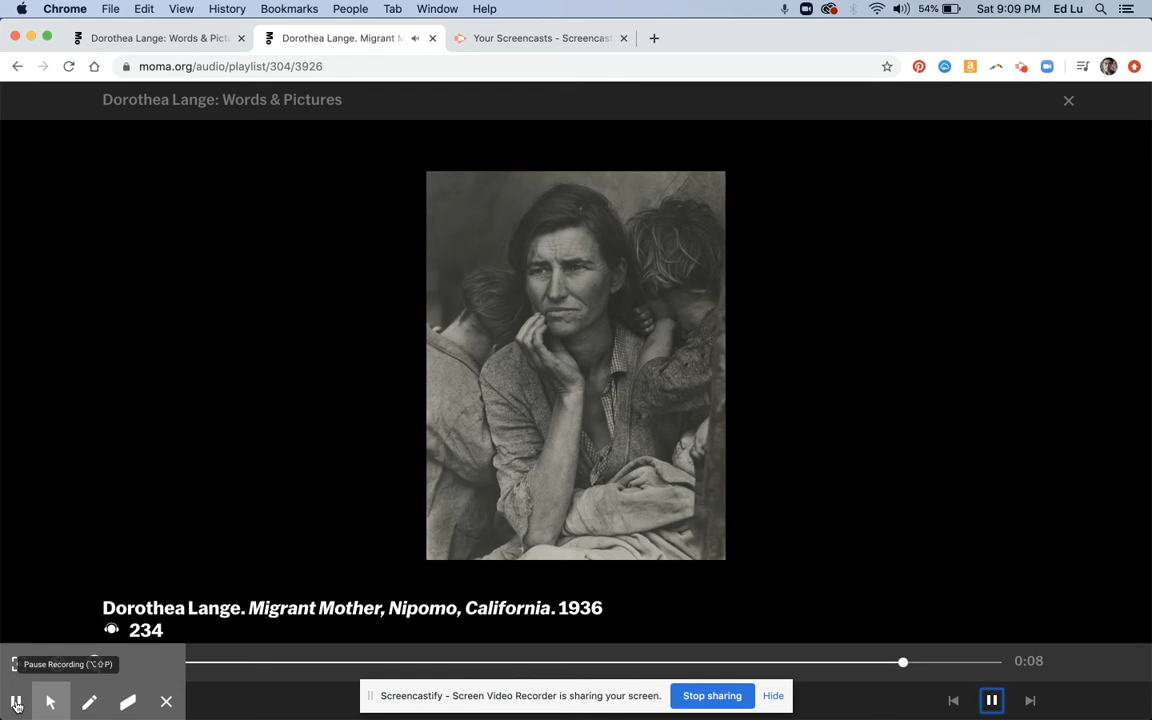 Chrome File Edit View History Bookmarks People Tab Window Help 54% Sat 9:09 PM Ed Lu
Dorothea Lange: Words & Pict
Dorothea Lange. Migrant M
Your Screencasts - Screencast
moma.org/audio/playlist/304/3926
Dorothea Lange: Words & Pictures
Dorothea Lange. Migrant Mother, Nipomo, California. 1936
234
Pause Recording (⌥⇧P)
0:08
Screencastify - Screen Video Recorder is sharing your screen. Stop sharing Hide